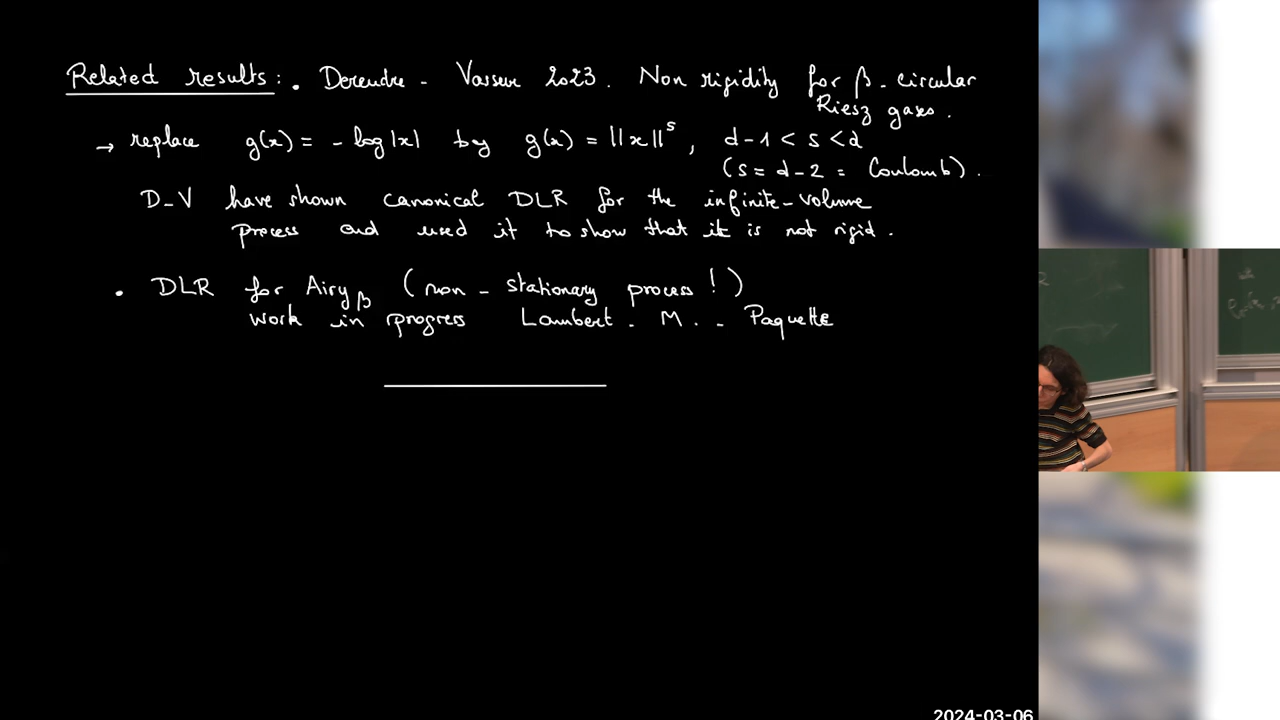 Related results: • Dereudre - Vasseur 2023. Non rigidity for β-circular
Riesz gases.
→ replace g(x) = -log|x| by g(x) = ||x||^s, d-1 < s < d
(s = d-2 = Coulomb).
D-V have shown canonical DLR for the infinite-volume
process and used it to show that it is not rigid.
• DLR for Airy_β (non-stationary process!)
work in progress Lambert. M.. - Paquette
2024-03-06